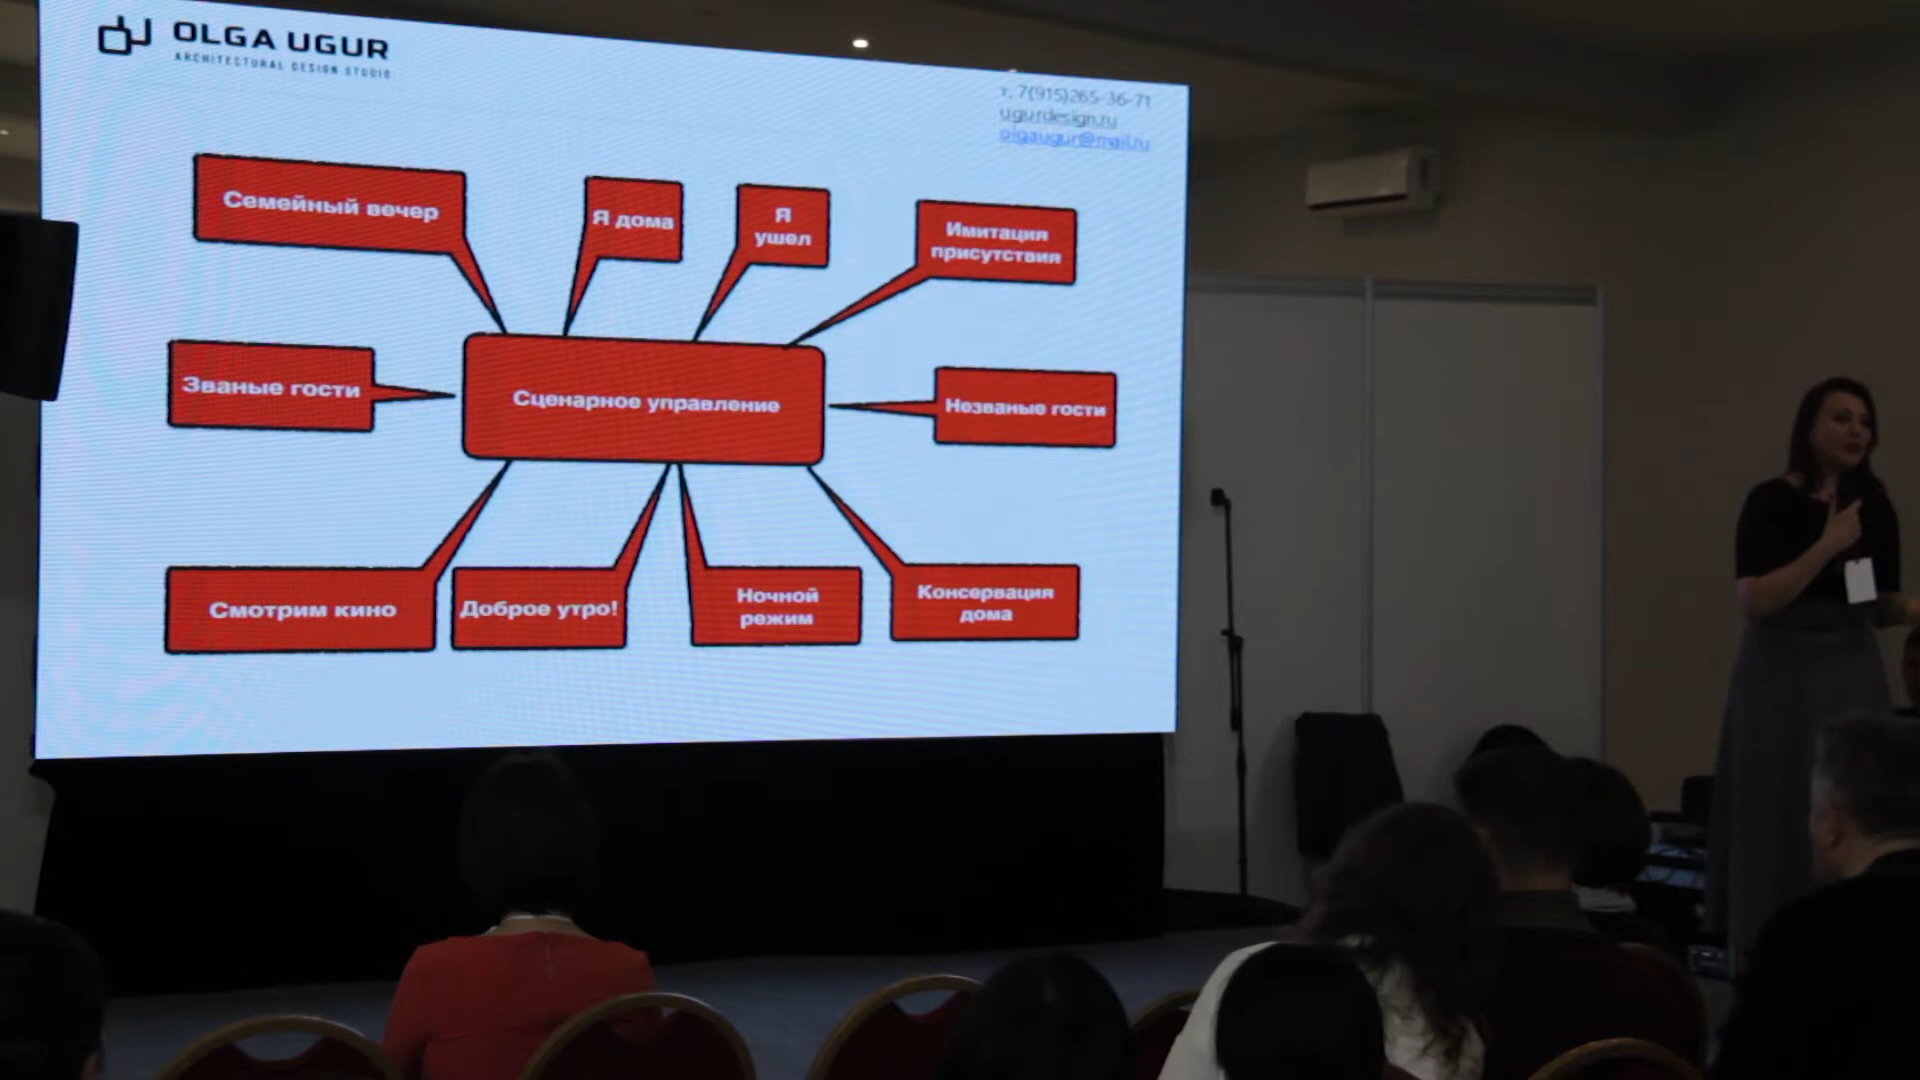 OLGA UGUR
ARCHITECTURAL DESIGN STUDIO
т. 7(915)265-36-71
ugurdesign.ru
olgaugur@mail.ru
Семейный вечер
Я дома
Я
ушел
Имитация
присутствия
Званые гости
Сценарное управление
Незваные гости
Смотрим кино
Доброе утро!
Ночной
режим
Консервация
дома